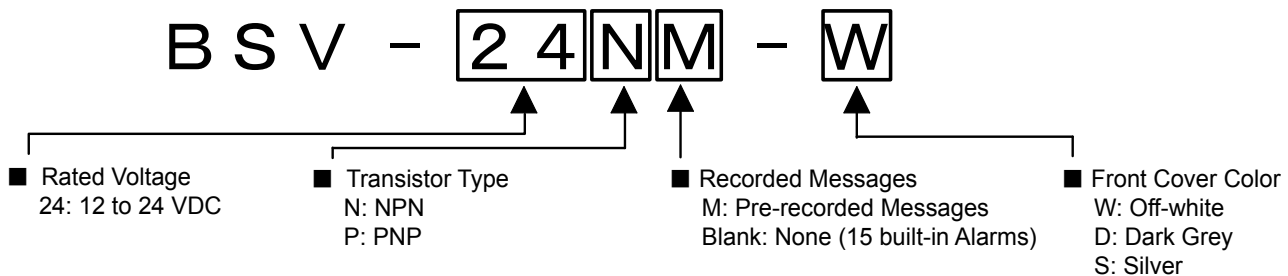 BSV - 24NM - W
■ Rated Voltage
24: 12 to 24 VDC
■ Transistor Type
N: NPN
P: PNP
■ Recorded Messages
M: Pre-recorded Messages
Blank: None (15 built-in Alarms)
■ Front Cover Color
W: Off-white
D: Dark Grey
S: Silver